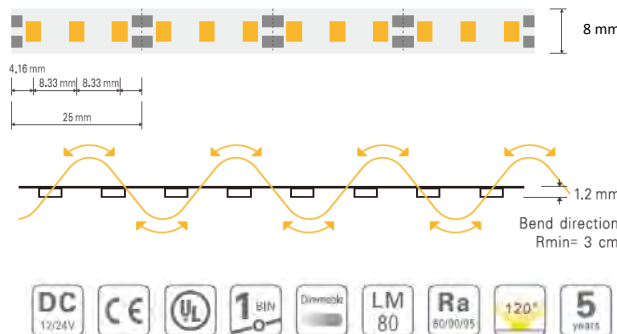 8 mm
4.16 mm
8.33 mm 8.33 mm
25 mm
1.2 mm
Bend direction
Rmin= 3 cm
DC
12/24V
CE
UL
1 BIN
Dimmable
LM
80
Ra
80/90/95
120°
5
years